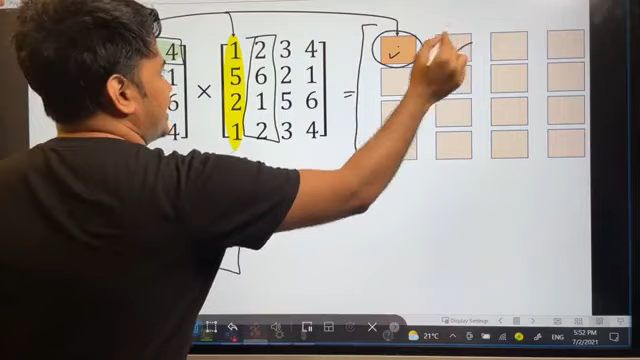 4 1 2 3 4
1 × 5 6 2 1 =
6 2 1 5 6
4 1 2 3 4
Display Settings
21°C ENG 5:52 PM
7/2/2021